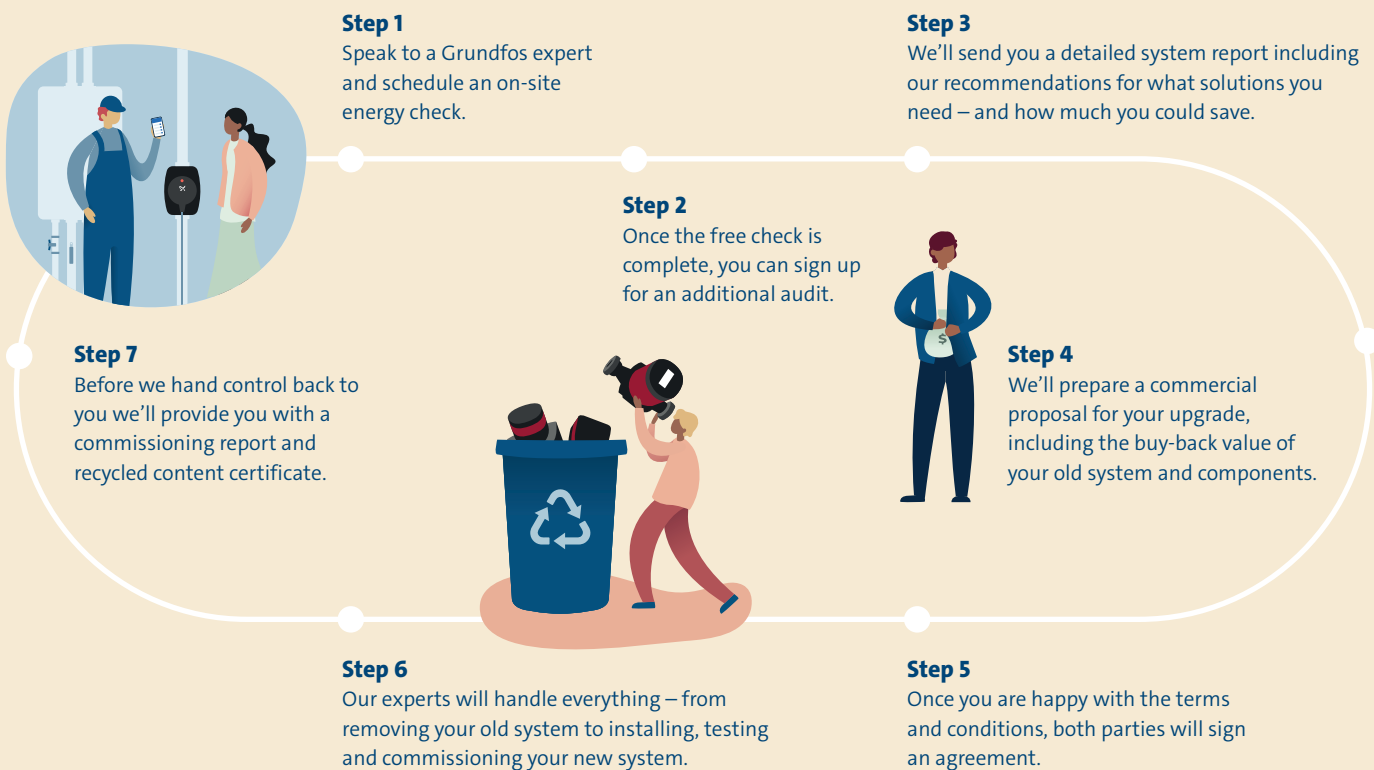 Step 1
Speak to a Grundfos expert
and schedule an on-site
energy check.
Step 2
Once the free check is
complete, you can sign up
for an additional audit.
Step 3
We’ll send you a detailed system report including
our recommendations for what solutions you
need – and how much you could save.
$
Step 4
We’ll prepare a commercial
proposal for your upgrade,
including the buy-back value of
your old system and components.
Step 5
Once you are happy with the terms
and conditions, both parties will sign
an agreement.
Step 6
Our experts will handle everything – from
removing your old system to installing, testing
and commissioning your new system.
Step 7
Before we hand control back to
you we’ll provide you with a
commissioning report and
recycled content certificate.